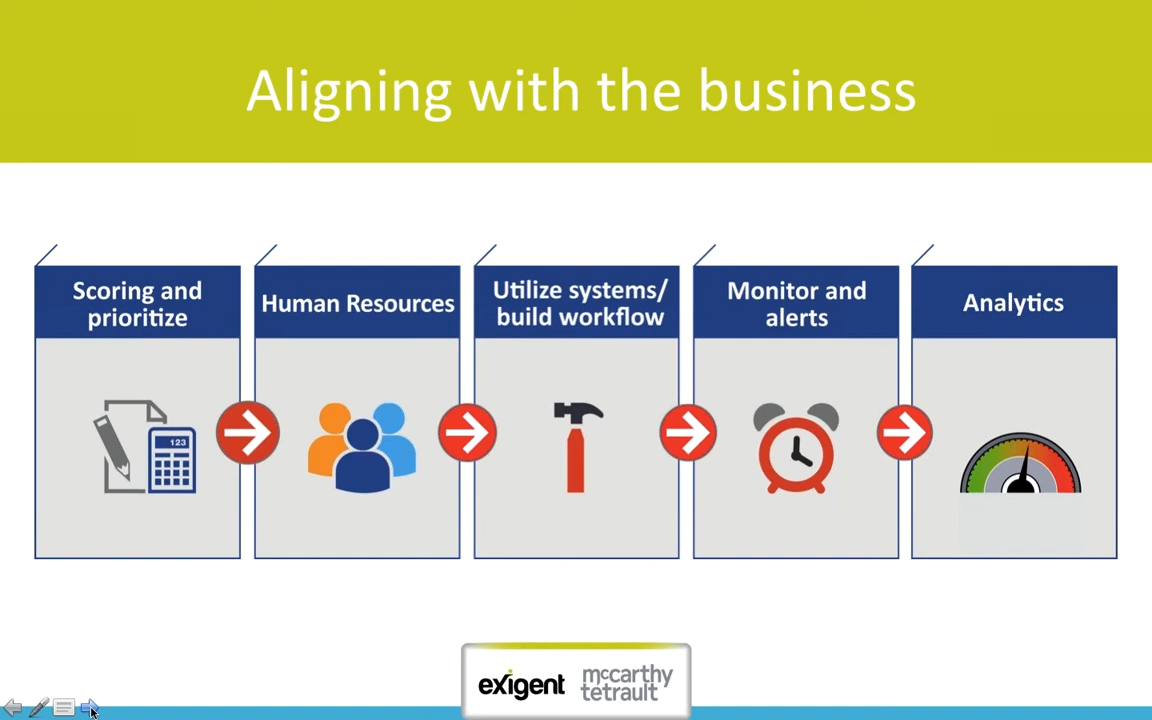 Aligning with the business
Scoring and
prioritize
Human Resources
Utilize systems/
build workflow
Monitor and
alerts
Analytics
123
exigent
mccarthy
tetrault